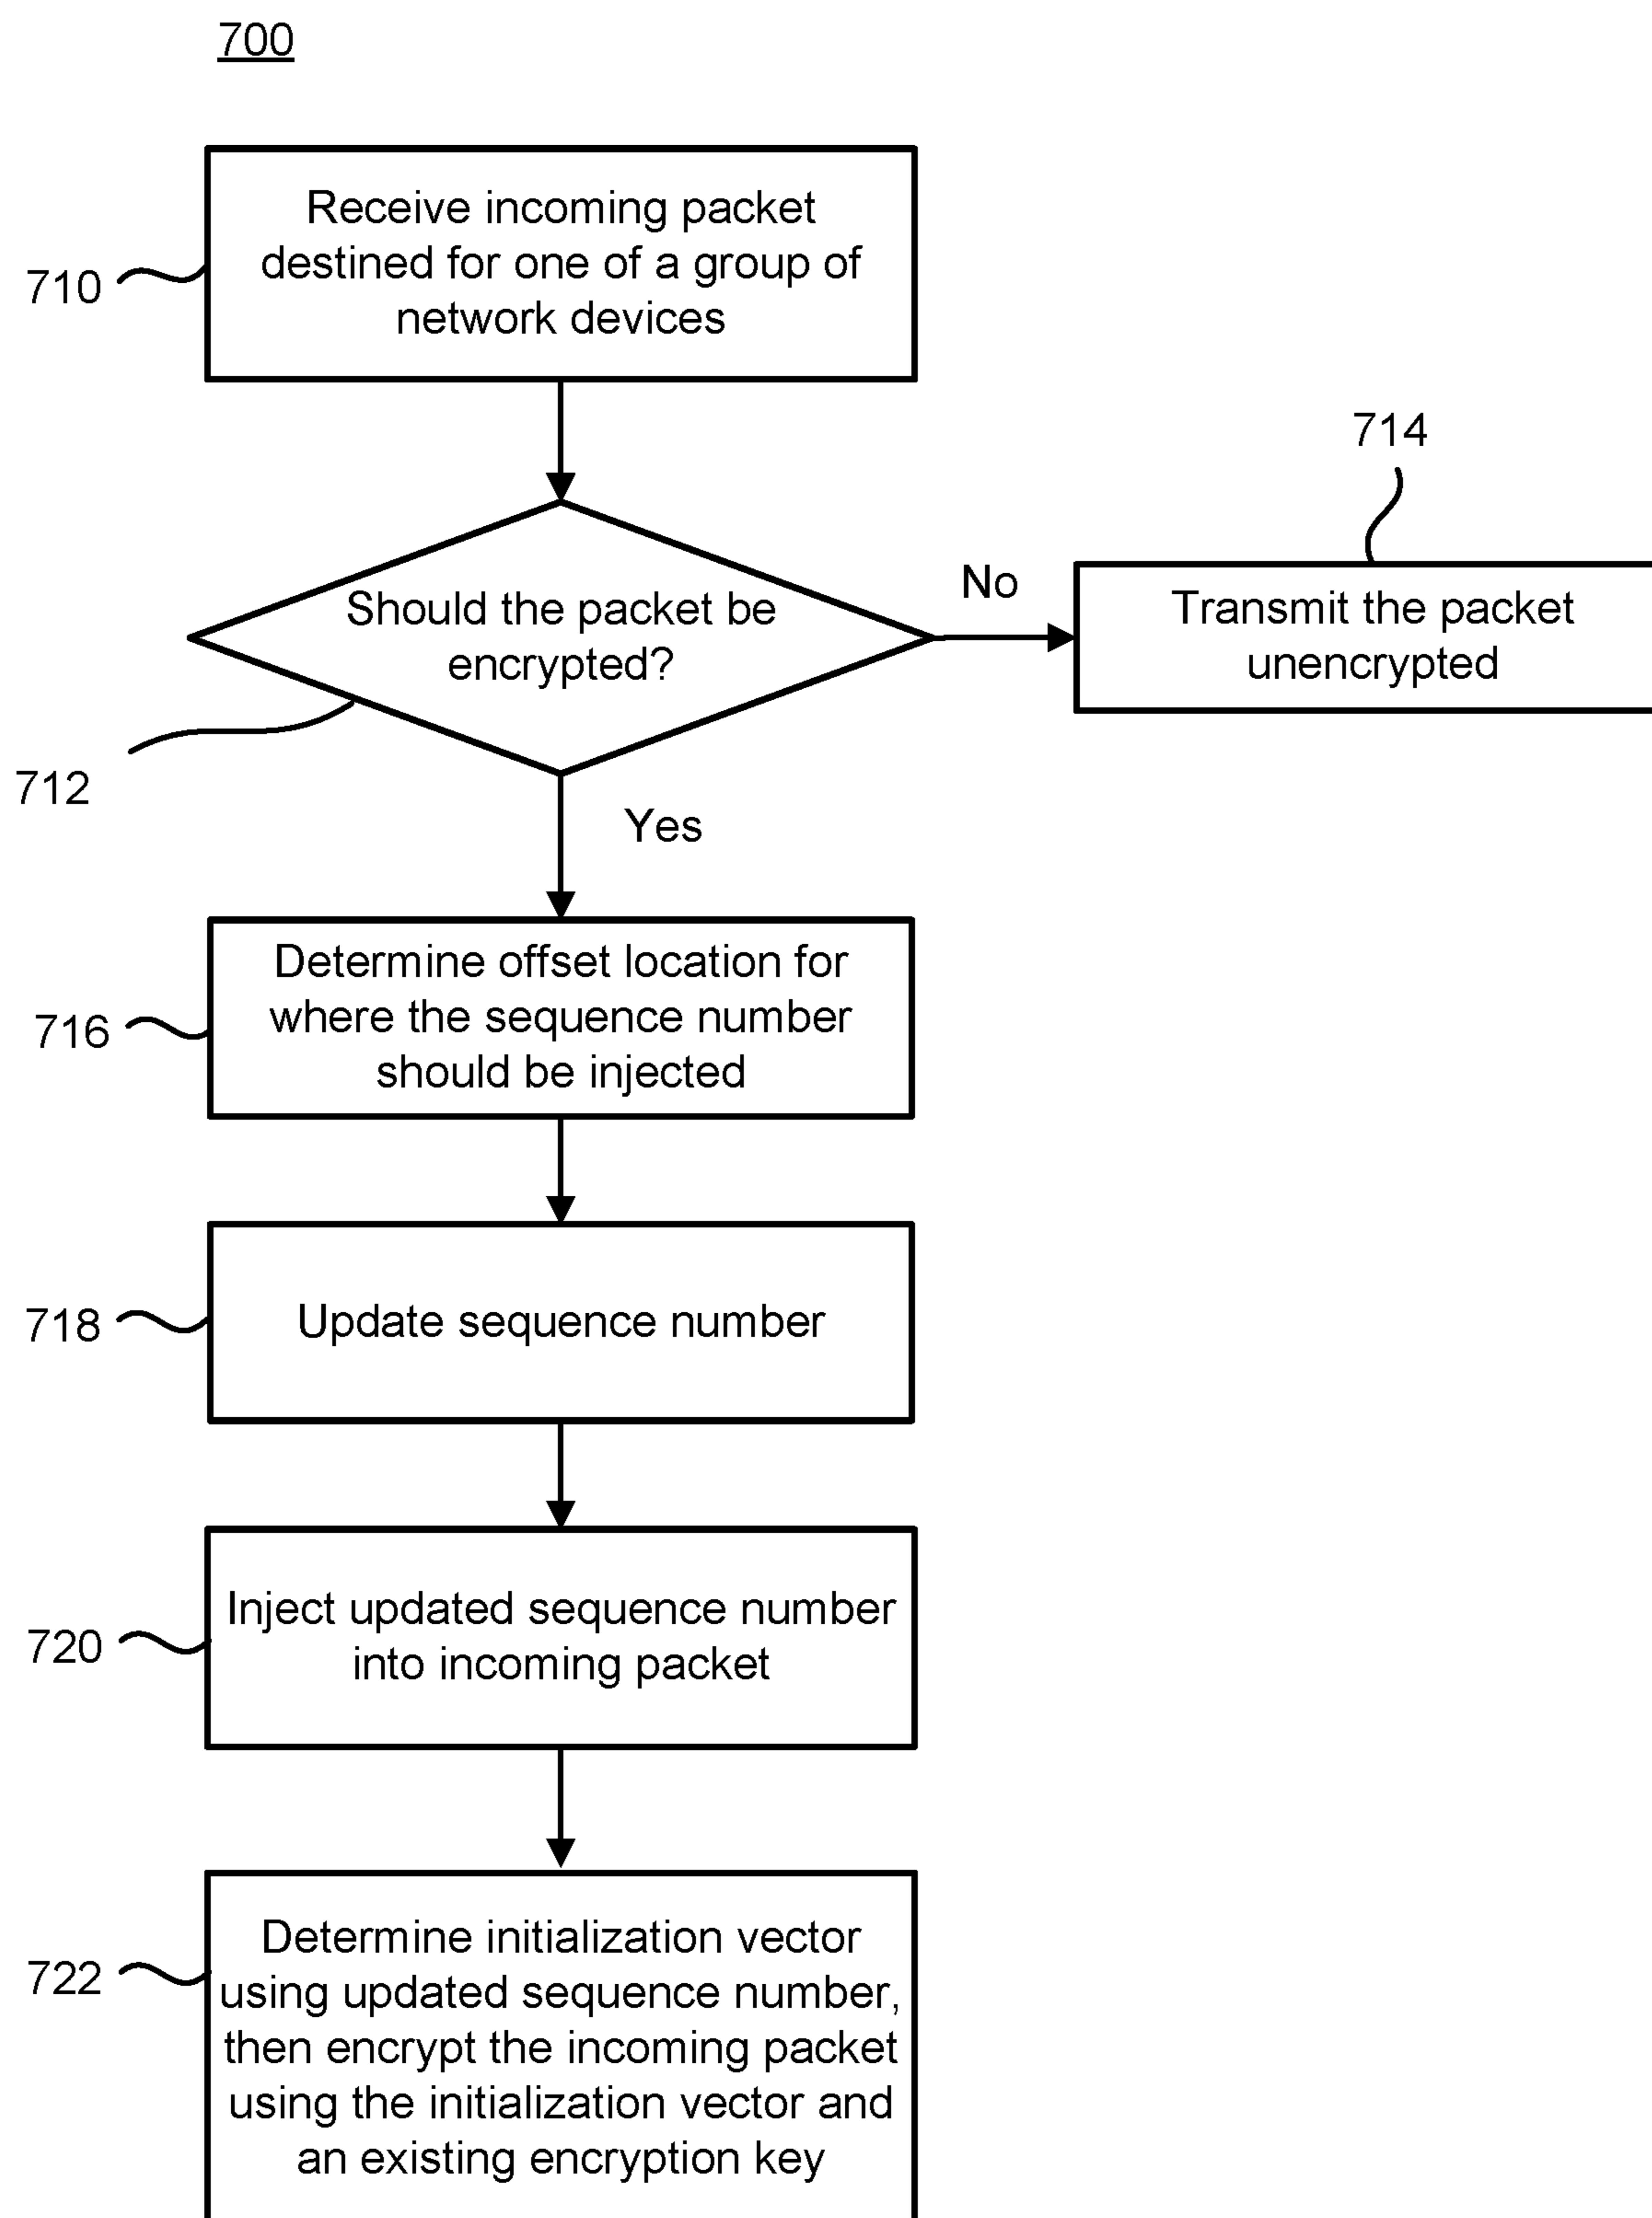 700
Receive incoming packet
destined for one of a group of
network devices
710
714
Should the packet be
encrypted?
No
Transmit the packet
unencrypted
712
Yes
Determine offset location for
where the sequence number
should be injected
716
Update sequence number
718
Inject updated sequence number
into incoming packet
720
Determine initialization vector
using updated sequence number,
then encrypt the incoming packet
using the initialization vector and
an existing encryption key
722